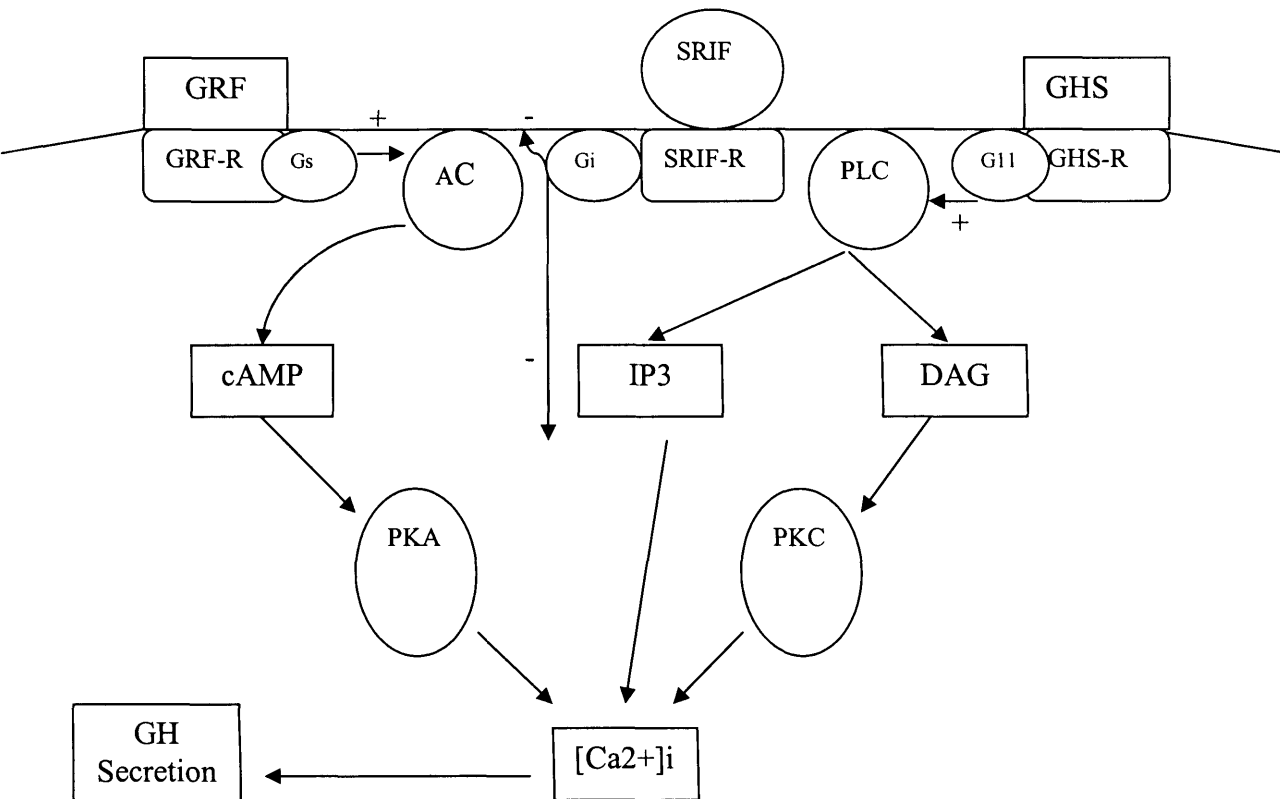 SRIF
GRF
GHS
+
-
GRF-R
Gs
AC
Gi
SRIF-R
PLC
G11
GHS-R
+
-
cAMP
IP3
DAG
PKA
PKC
GH
Secretion
[Ca2+]i